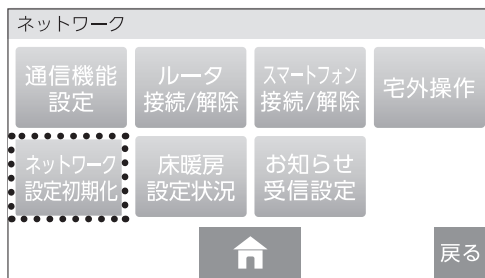 ネットワーク
通信機能
設定
ルータ
接続/解除
スマートフォン
接続/解除
宅外操作
ネットワーク
設定初期化
床暖房
設定状況
お知らせ
受信設定
戻る